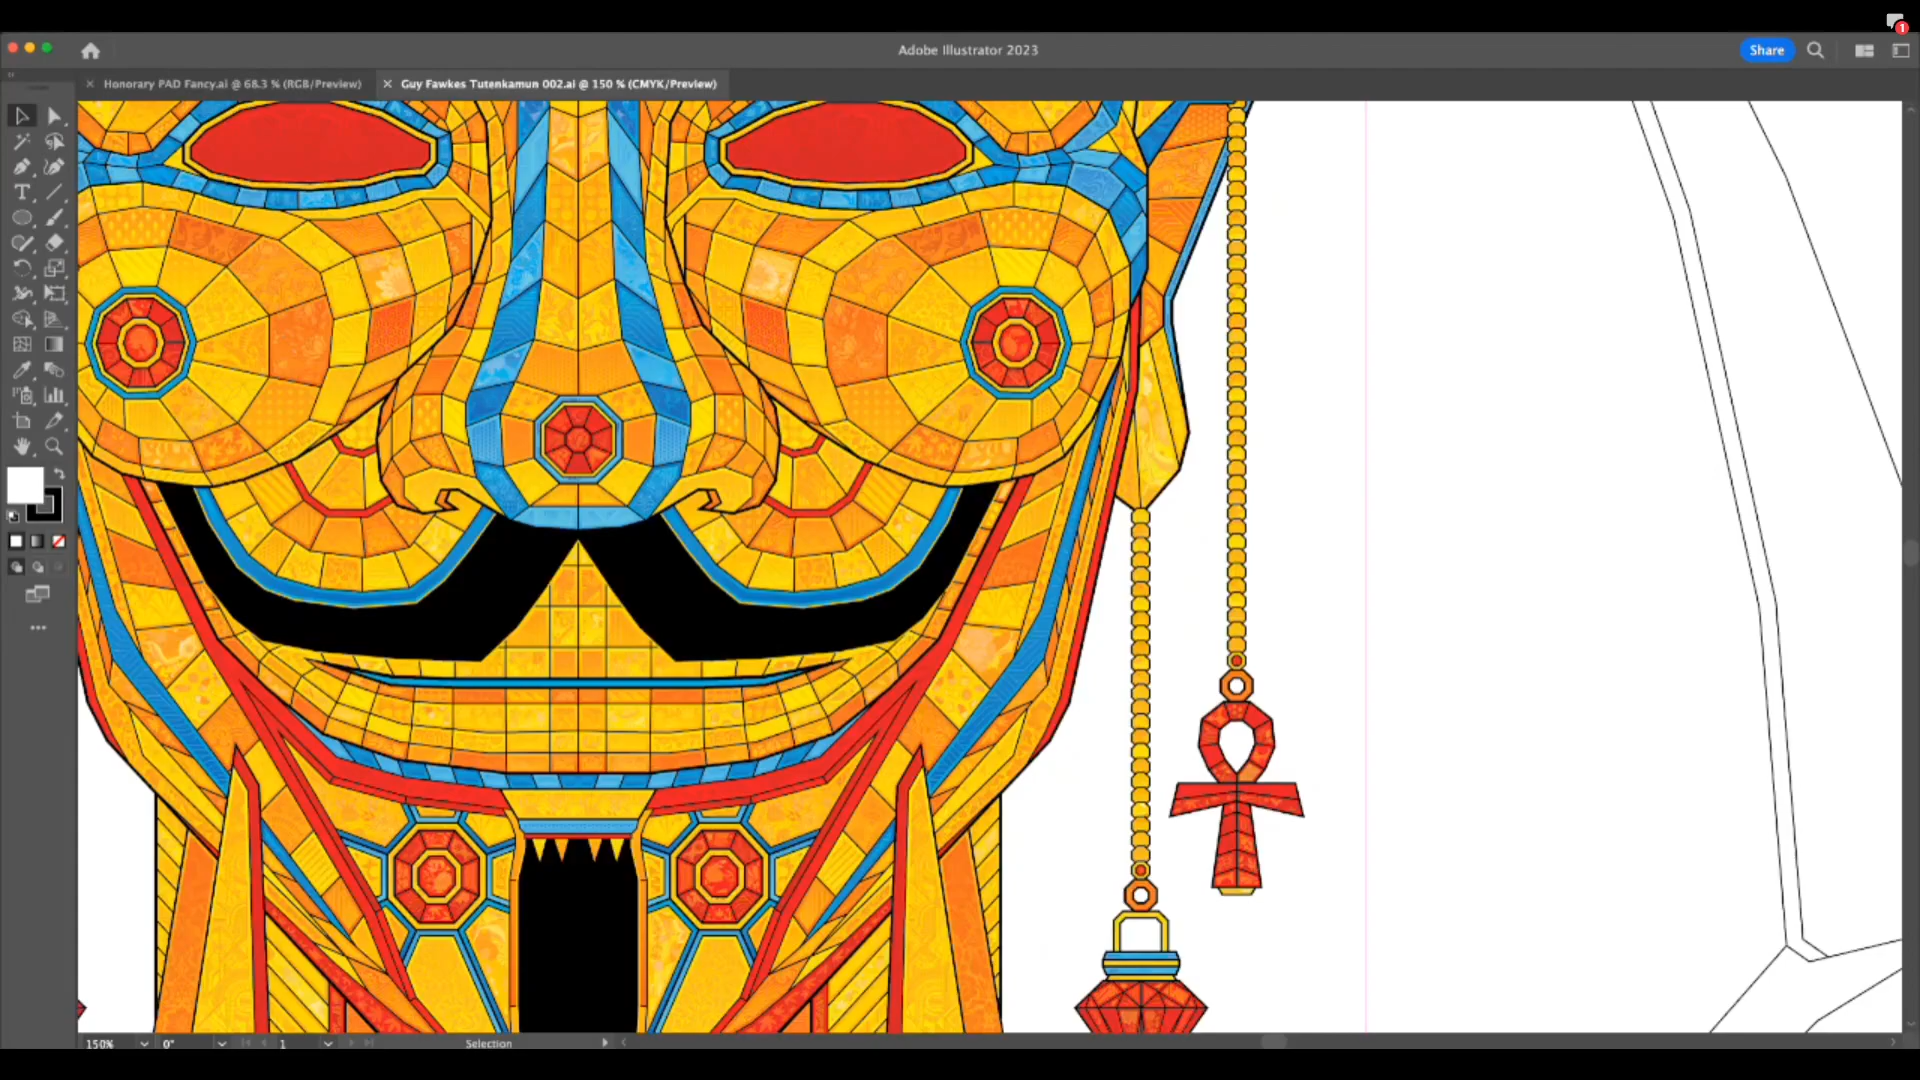 1
Adobe Illustrator 2023
Share
Honorary PAD Fancy.ai @ 68.3 % (RGB/Preview)
Guy Fawkes Tutenkamun 002.ai @ 150 % (CMYK/Preview)
150%
0°
1
Selection